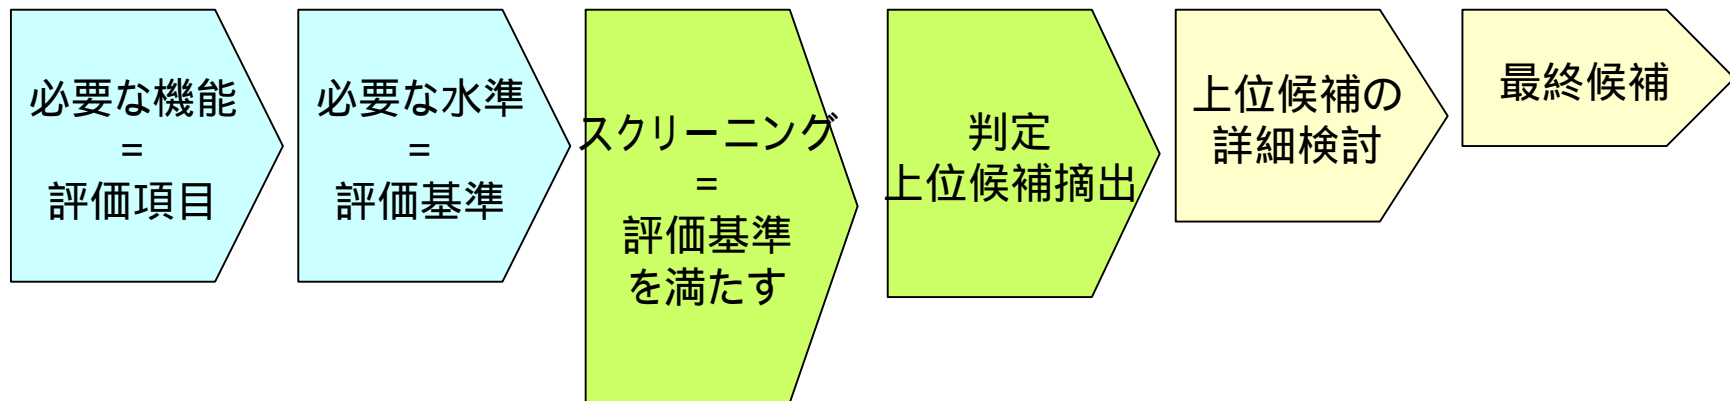 必要な機能
=
評価項目
必要な水準
=
評価基準
スクリーニング
=
評価基準
を満たす
判定
上位候補摘出
上位候補の
詳細検討
最終候補